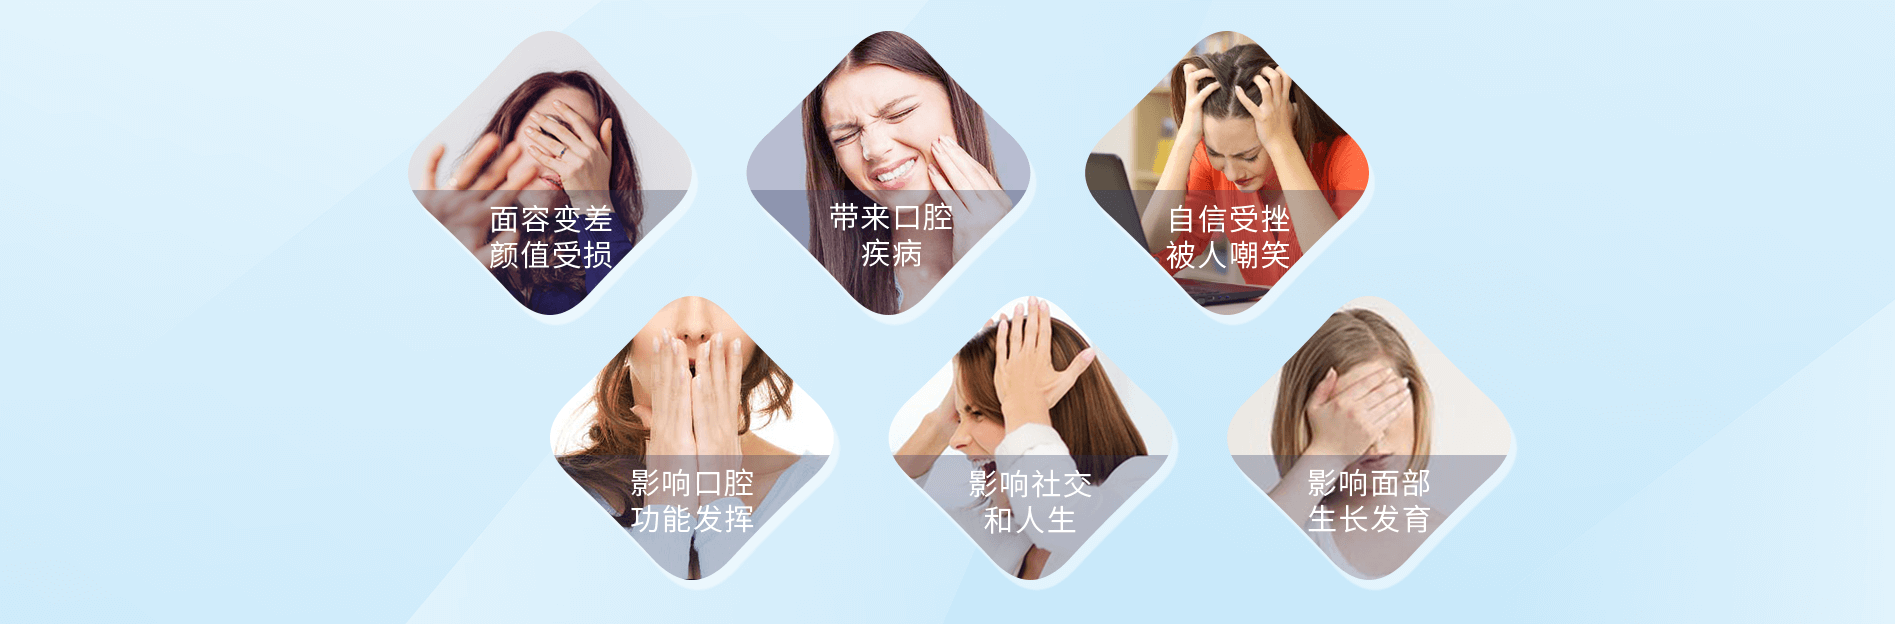 面容变差
颜值受损
带来口腔
疾病
自信受挫
被人嘲笑
影响口腔
功能发挥
影响社交
和人生
影响面部
生长发育